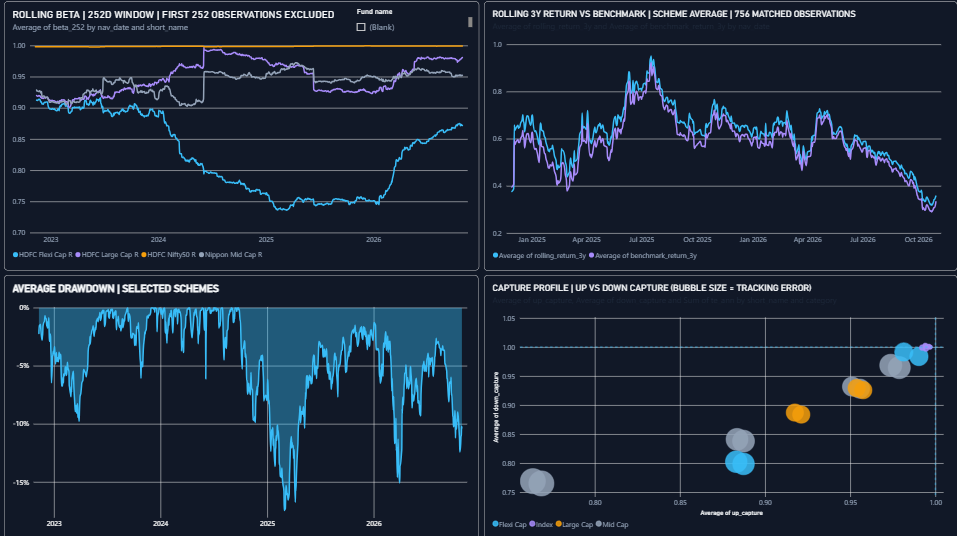 ROLLING BETA | 252D WINDOW | FIRST 252 OBSERVATIONS EXCLUDED
Average of beta_252 by nav_date and short_name
Fund name
(Blank)
1.00
0.95
0.90
0.85
0.80
0.75
0.70
2023
2024
2025
2026
HDFC Flexi Cap R
HDFC Large Cap R
HDFC Nifty50 R
Nippon Mid Cap R
ROLLING 3Y RETURN VS BENCHMARK | SCHEME AVERAGE | 756 MATCHED OBSERVATIONS
1.0
0.8
0.6
0.4
0.2
Jan 2025
Apr 2025
Jul 2025
Oct 2025
Jan 2026
Apr 2026
Jul 2026
Oct 2026
Average of rolling_return_3y
Average of benchmark_return_3y
AVERAGE DRAWDOWN | SELECTED SCHEMES
0%
-5%
-10%
-15%
2023
2024
2025
2026
CAPTURE PROFILE | UP VS DOWN CAPTURE (BUBBLE SIZE = TRACKING ERROR)
Average of down_capture
1.05
1.00
0.95
0.90
0.85
0.80
0.75
0.80
0.85
0.90
0.95
1.00
Average of up_capture
Flexi Cap
Index
Large Cap
Mid Cap